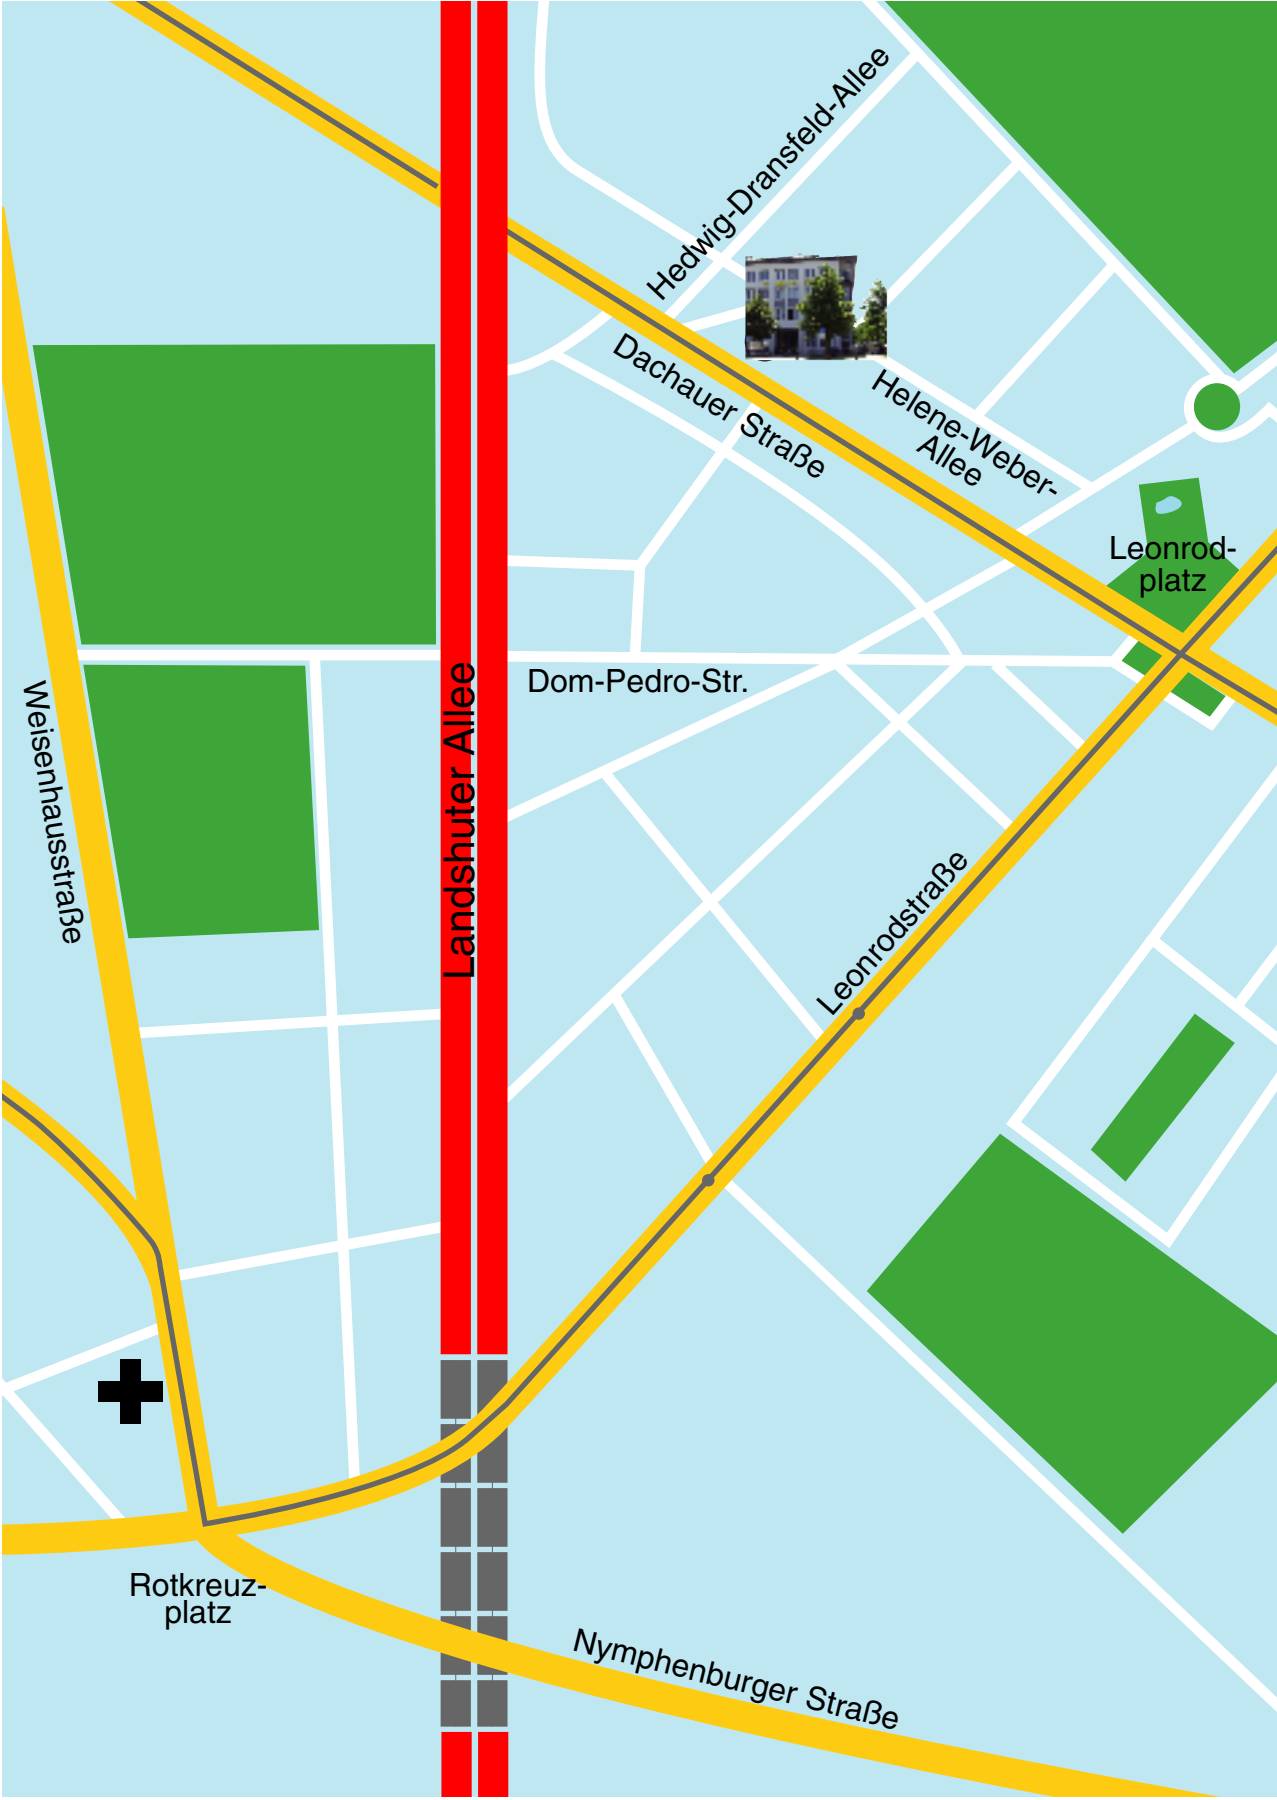 Hedwig-Dransfeld-Allee
Dachauer Straße
Helene-Weber-
Allee
Leonrod-
platz
Dom-Pedro-Str.
Landshuter Allee
Weisenhausstraße
Leonrodstraße
Rotkreuz-
platz
Nymphenburger Straße